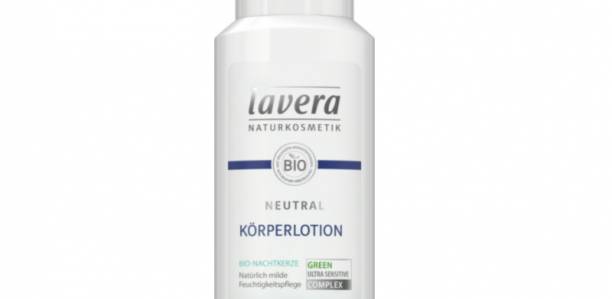 lavera
NATURKOSMETIK
BIO
NEUTRAL
KÖRPERLOTION
BIO-NACHTKERZE
Natürlich milde
Feuchtigkeitspflege
GREEN
ULTRA SENSITIVE
COMPLEX